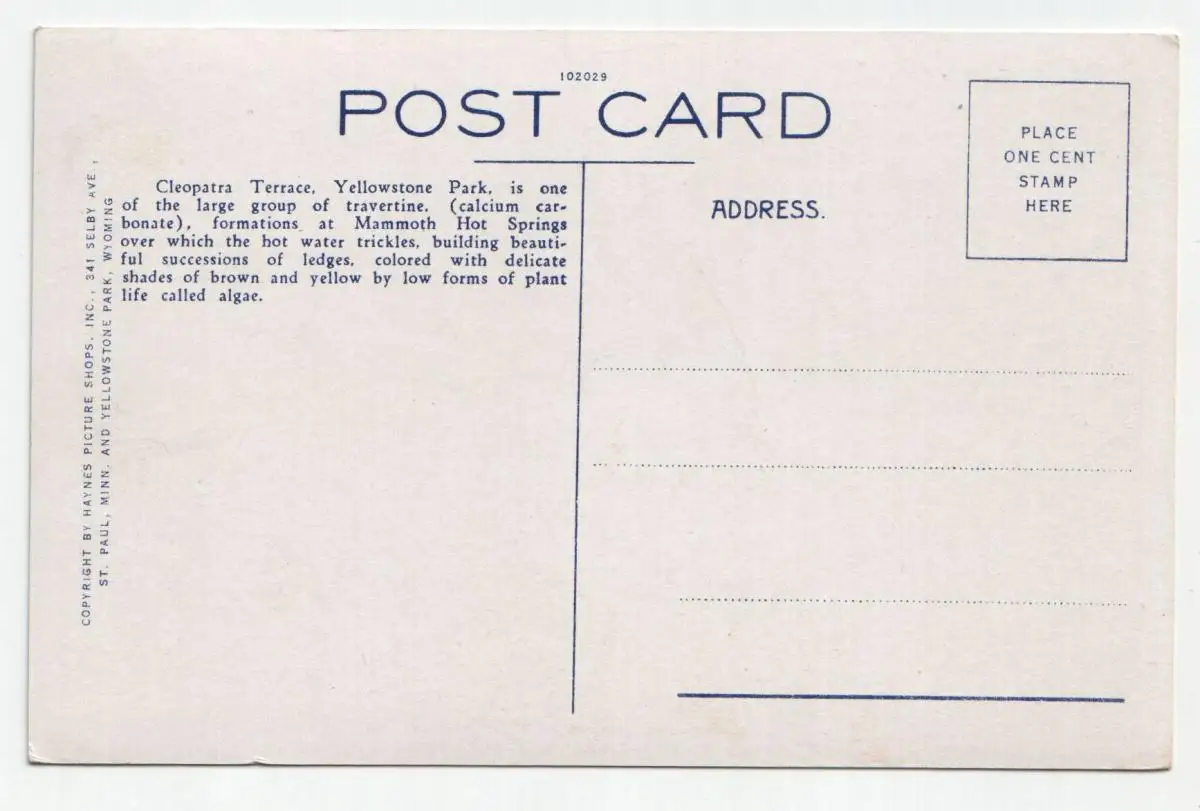 102029
POST CARD
Cleopatra Terrace, Yellowstone Park, is one
of the large group of travertine, (calcium car-
bonate), formations at Mammoth Hot Springs
over which the hot water trickles, building beauti-
ful successions of ledges, colored with delicate
shades of brown and yellow by low forms of plant
life called algae.
COPYRIGHT BY HAYNES PICTURE SHOPS, INC., 341 SELBY AVE.,
ST. PAUL, MINN. AND YELLOWSTONE PARK, WYOMING
ADDRESS.
PLACE
ONE CENT
STAMP
HERE